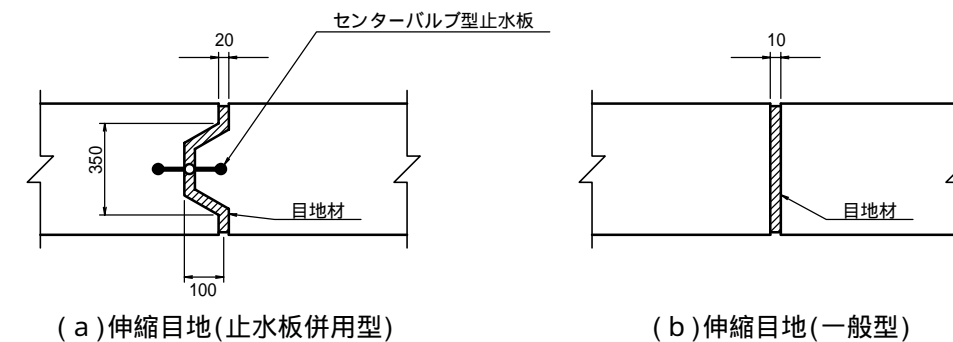 センターバルブ型止水板
20
10
350
目地材
目地材
100
(a)伸縮目地(止水板併用型)
(b)伸縮目地(一般型)